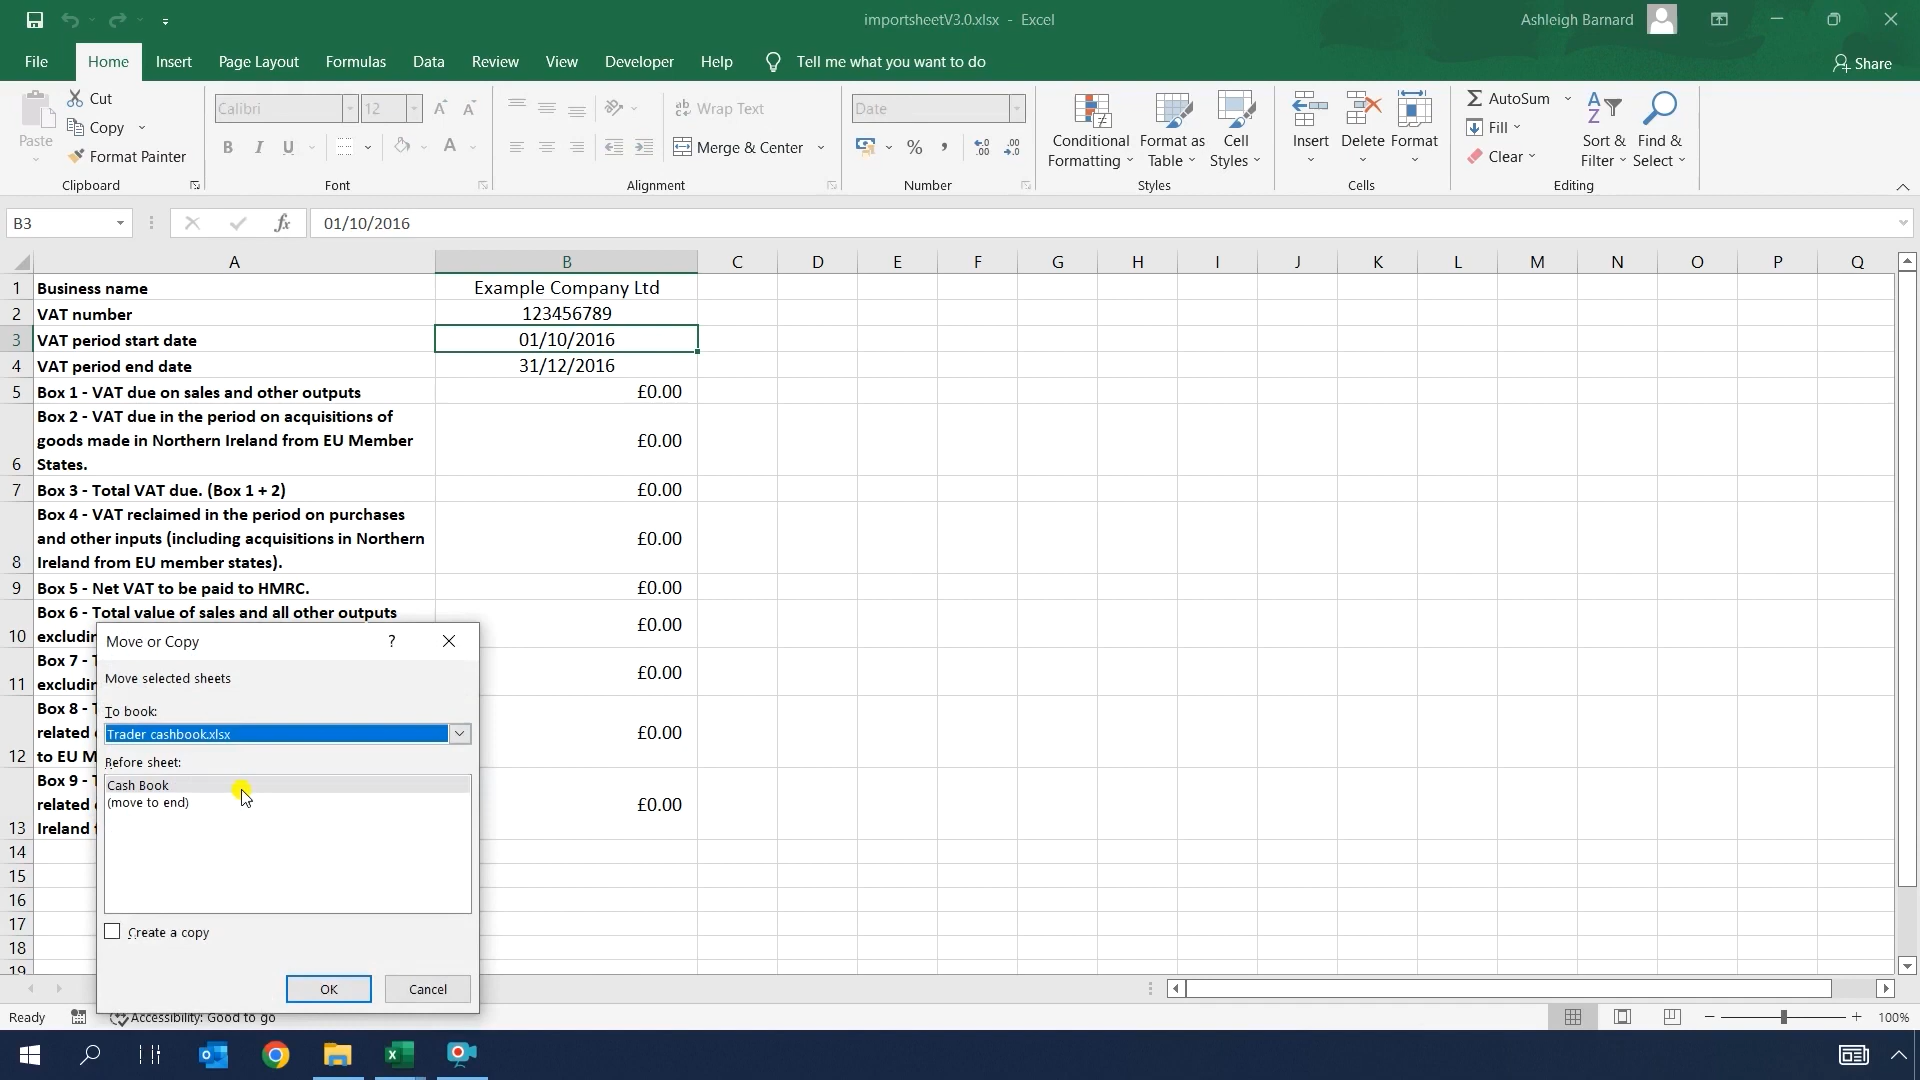 importsheetV3.0.xlsx - Excel
Ashleigh Barnard
File Home Insert Page Layout Formulas Data Review View Developer Help Tell me what you want to do
Share
Paste
Cut
Copy
Format Painter
Clipboard
Calibri 12
B I U
Font
Wrap Text
Merge & Center
Alignment
Date
Number
Conditional Formatting
Format as Table
Cell Styles
Styles
Insert Delete Format
Cells
AutoSum
Fill
Clear
Sort & Filter
Find & Select
Editing
B3
fx
01/10/2016
A B C D E F G H I J K L M N O P Q
1 Business name Example Company Ltd
2 VAT number 123456789
3 VAT period start date 01/10/2016
4 VAT period end date 31/12/2016
5 Box 1 - VAT due on sales and other outputs £0.00
Box 2 - VAT due in the period on acquisitions of
goods made in Northern Ireland from EU Member £0.00
6 States.
7 Box 3 - Total VAT due. (Box 1 + 2) £0.00
Box 4 - VAT reclaimed in the period on purchases
and other inputs (including acquisitions in Northern £0.00
8 Ireland from EU member states).
9 Box 5 - Net VAT to be paid to HMRC. £0.00
Box 6 - Total value of sales and all other outputs £0.00
10 excludin
Box 7 - T £0.00
11 excludin
Box 8 - T
related £0.00
12 to EU M
Box 9 - T
related £0.00
13 Ireland
14
15
16
17
18
19
Move or Copy ?
Move selected sheets
To book:
Trader cashbook.xlsx
Before sheet:
Cash Book
(move to end)
Create a copy
OK Cancel
Ready
Accessibility: Good to go
100%